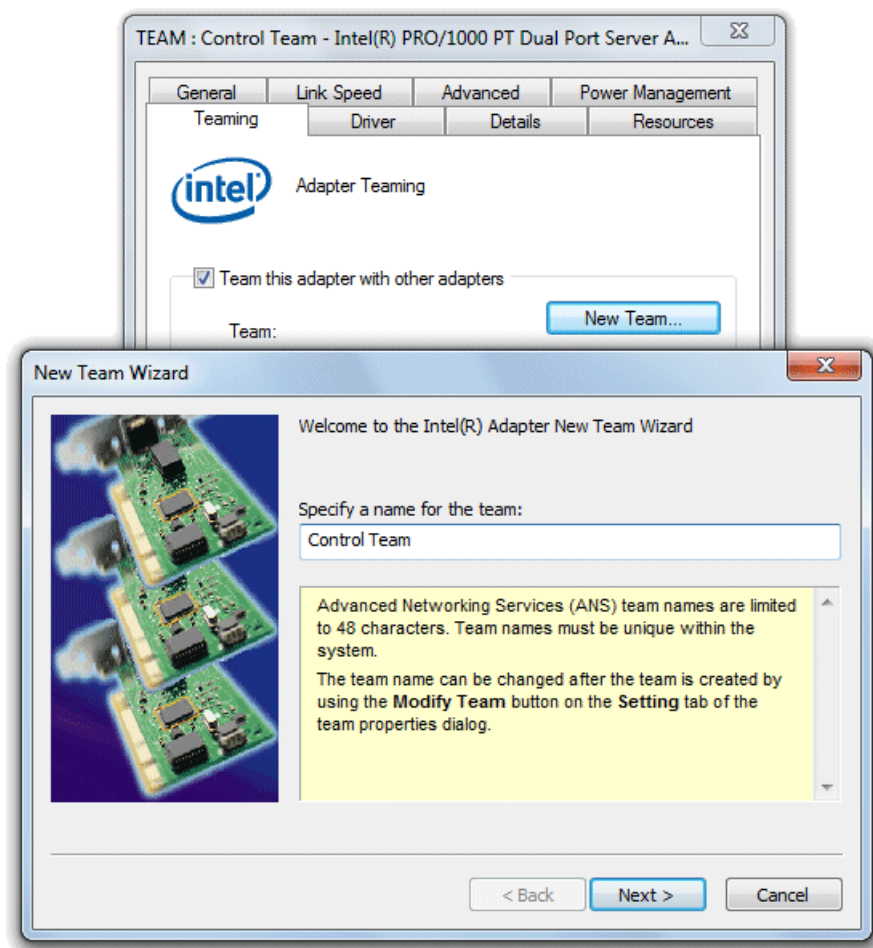 TEAM : Control Team - Intel(R) PRO/1000 PT Dual Port Server A...
General Link Speed Advanced Power Management
Teaming Driver Details Resources
intel Adapter Teaming
Team this adapter with other adapters
Team: New Team...
New Team Wizard
Welcome to the Intel(R) Adapter New Team Wizard
Specify a name for the team:
Control Team
Advanced Networking Services (ANS) team names are limited
to 48 characters. Team names must be unique within the
system.
The team name can be changed after the team is created by
using the Modify Team button on the Setting tab of the
team properties dialog.
< Back Next > Cancel